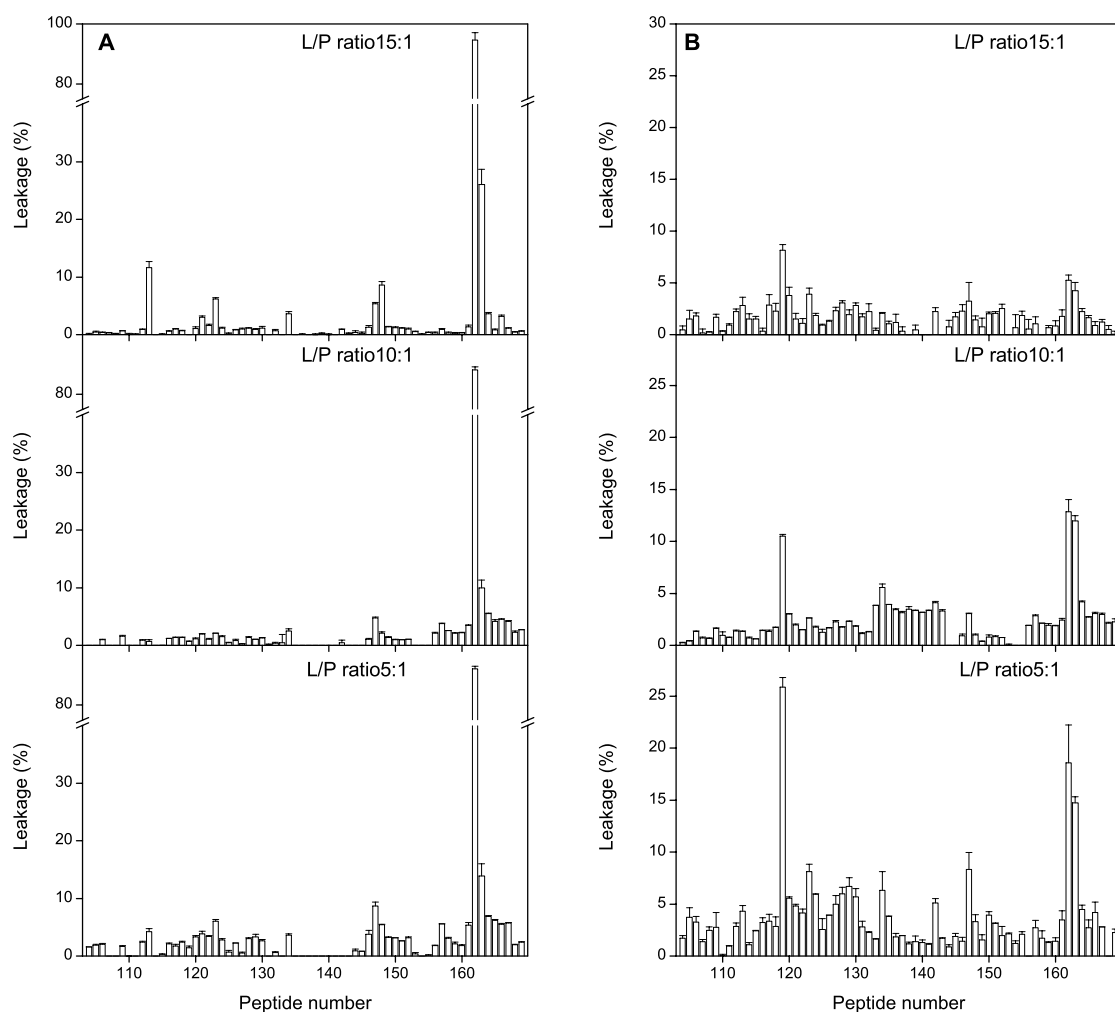 A
L/P ratio15:1
100
80
30
20
10
0
Leakage (%)
L/P ratio10:1
80
30
20
10
0
Leakage (%)
L/P ratio5:1
80
30
20
10
0
Leakage (%)
110 120 130 140 150 160
Peptide number
B
L/P ratio15:1
30
25
20
15
10
5
0
Leakage (%)
L/P ratio10:1
25
20
15
10
5
0
Leakage (%)
L/P ratio5:1
25
20
15
10
5
0
Leakage (%)
110 120 130 140 150 160
Peptide number